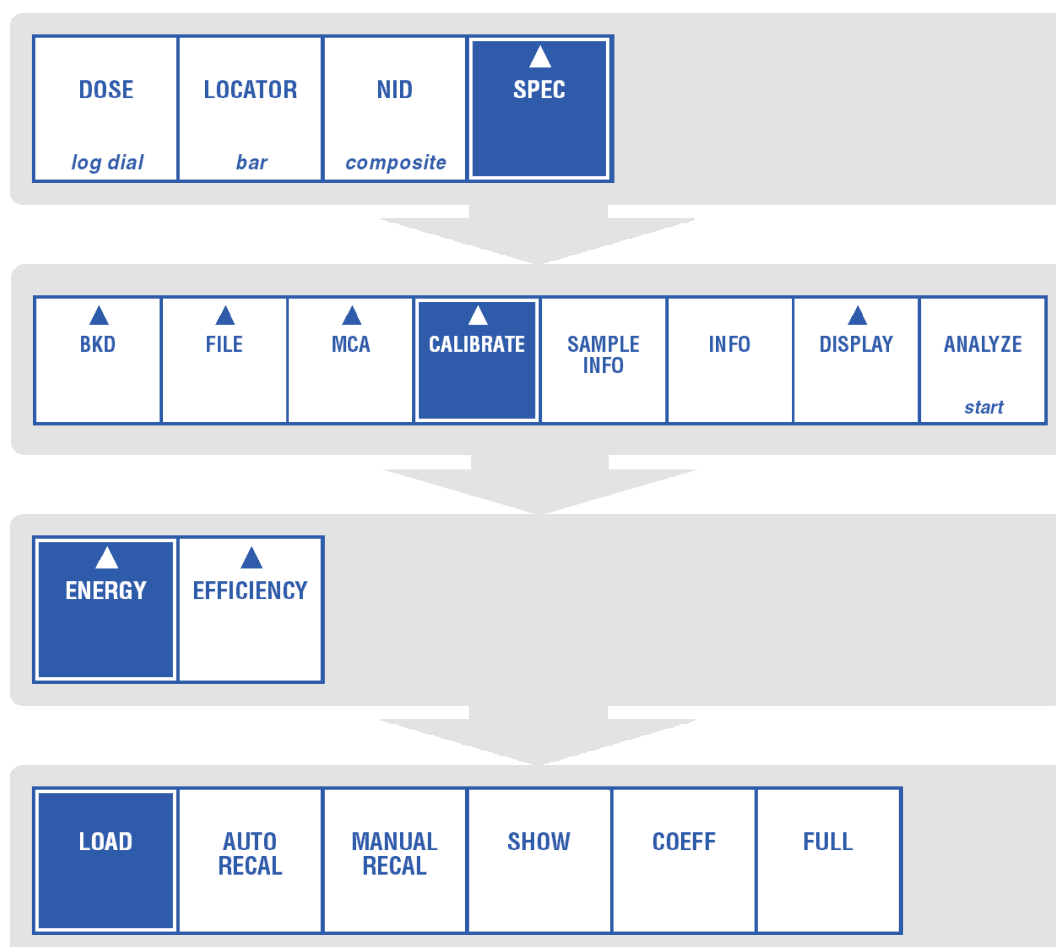 DOSE LOCATOR NID SPEC
log dial bar composite
BKD FILE MCA CALIBRATE SAMPLE INFO INFO DISPLAY ANALYZE
start
ENERGY EFFICIENCY
LOAD AUTO RECAL MANUAL RECAL SHOW COEFF FULL